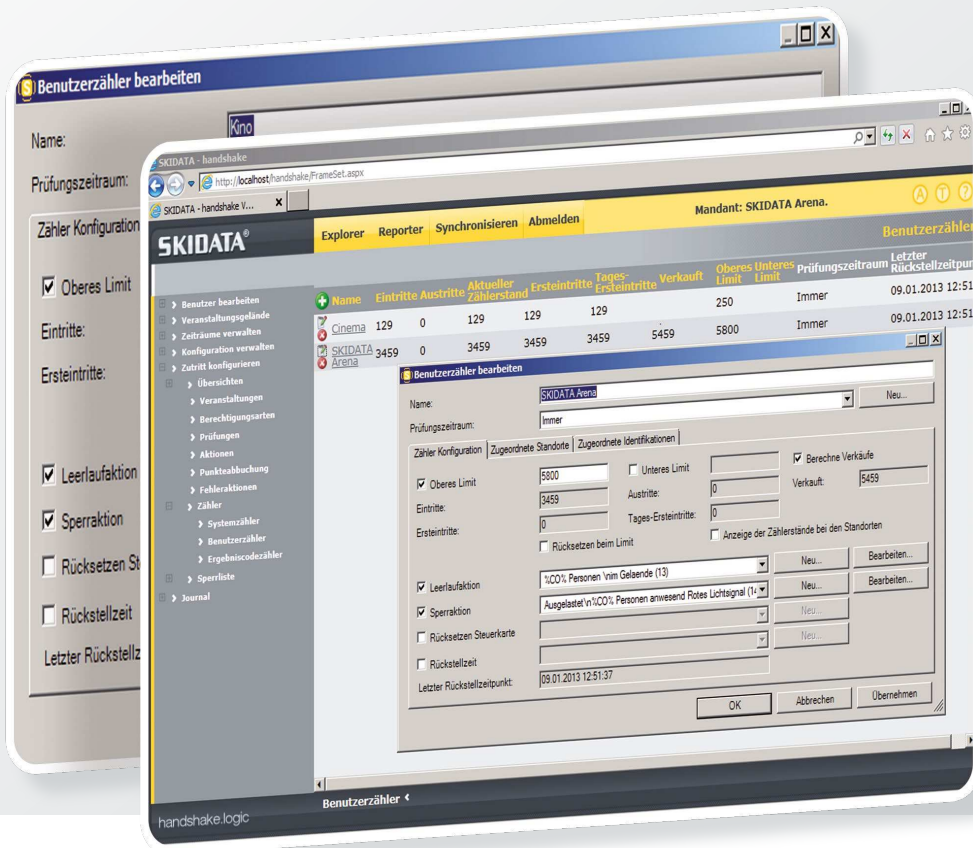 Benutzerzähler bearbeiten
Name:
Kino
Prüfungszeitraum:
Zähler Konfiguration
Oberes Limit
Eintritte:
Ersteintritte:
Leerlaufaktion
Sperraktion
Rücksetzen
Rückstellzeit
Letzter
SKIDATA - handshake
http://localhost/handshake/FrameSet.aspx
SKIDATA - handshake V...
SKIDATA®
Explorer Reporter Synchronisieren Abmelden
Mandant: SKIDATA Arena.
A T ?
Benutzerzähler
Benutzer bearbeiten
Veranstaltungsgelände
Zeiträume verwalten
Konfiguration verwalten
Zutritt konfigurieren
Übersichten
Veranstaltungen
Berechtigungsarten
Prüfungen
Aktionen
Punkteabbuchung
Fehleraktionen
Zähler
Systemzähler
Benutzerzähler
Ergebniscodezähler
Sperrliste
Journal
Name Eintritte Austritte Aktueller Zählerstand Ersteintritte Tages-Ersteintritte Verkauft Oberes Limit Unteres Limit Prüfungszeitraum Letzter Rückstellzeitpun
Cinema 129 0 129 129 129 250 Immer 09.01.2013 12:51
SKIDATA Arena 3459 0 3459 3459 3459 5459 5800 Immer 09.01.2013 12:51
Benutzerzähler bearbeiten
Name: SKIDATA Arena
Prüfungszeitraum: Immer Neu...
Zähler Konfiguration Zugeordnete Standorte Zugeordnete Identifikationen
Oberes Limit 5800 Unteres Limit Berechne Verkäufe
Eintritte: 3459 Austritte: 0 Verkauft: 5459
Ersteintritte: 0 Tages-Ersteintritte: 0
Rücksetzen beim Limit Anzeige der Zählerstände bei den Standorten
Leerlaufaktion %CO% Personen \nim Gelaende (13) Neu... Bearbeiten...
Sperraktion Ausgelastet\n%CO% Personen anwesend Rotes Lichtsignal (14 Neu... Bearbeiten...
Rücksetzen Steuerkarte Neu...
Rückstellzeit Neu...
Letzter Rückstellzeitpunkt: 09.01.2013 12:51:37
OK Abbrechen Übernehmen
Benutzerzähler
handshake.logic